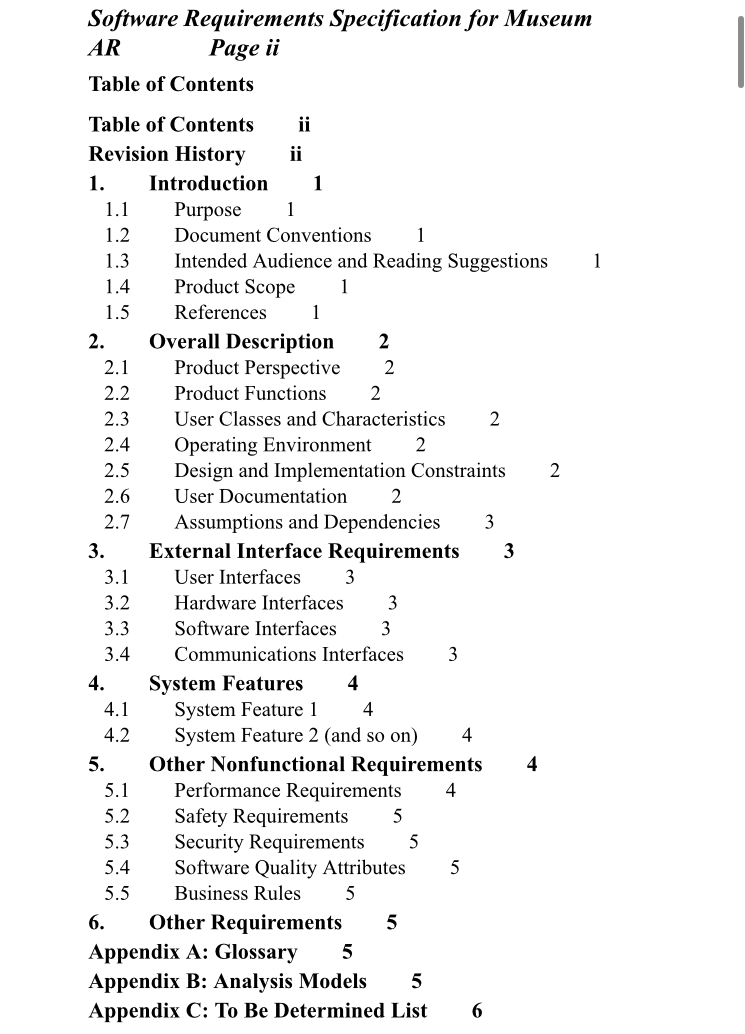 Software Requirements Specification for Museum
AR Page ii
Table of Contents
Table of Contents ii
Revision History ii
1. Introduction 1
1.1 Purpose 1
1.2 Document Conventions 1
1.3 Intended Audience and Reading Suggestions 1
1.4 Product Scope 1
1.5 References 1
2. Overall Description 2
2.1 Product Perspective 2
2.2 Product Functions 2
2.3 User Classes and Characteristics 2
2.4 Operating Environment 2
2.5 Design and Implementation Constraints 2
2.6 User Documentation 2
2.7 Assumptions and Dependencies 3
3. External Interface Requirements 3
3.1 User Interfaces 3
3.2 Hardware Interfaces 3
3.3 Software Interfaces 3
3.4 Communications Interfaces 3
4. System Features 4
4.1 System Feature 1 4
4.2 System Feature 2 (and so on) 4
5. Other Nonfunctional Requirements 4
5.1 Performance Requirements 4
5.2 Safety Requirements 5
5.3 Security Requirements 5
5.4 Software Quality Attributes 5
5.5 Business Rules 5
6. Other Requirements 5
Appendix A: Glossary 5
Appendix B: Analysis Models 5
Appendix C: To Be Determined List 6